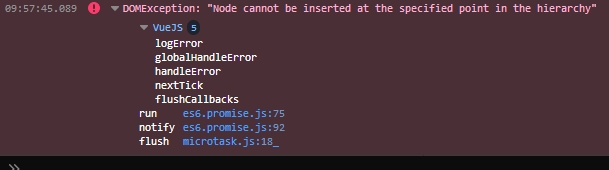 09:57:45.089 DOMException: "Node cannot be inserted at the specified point in the hierarchy"
VueJS 5
logError
globalHandleError
handleError
nextTick
flushCallbacks
run es6.promise.js:75
notify es6.promise.js:92
flush microtask.js:18_